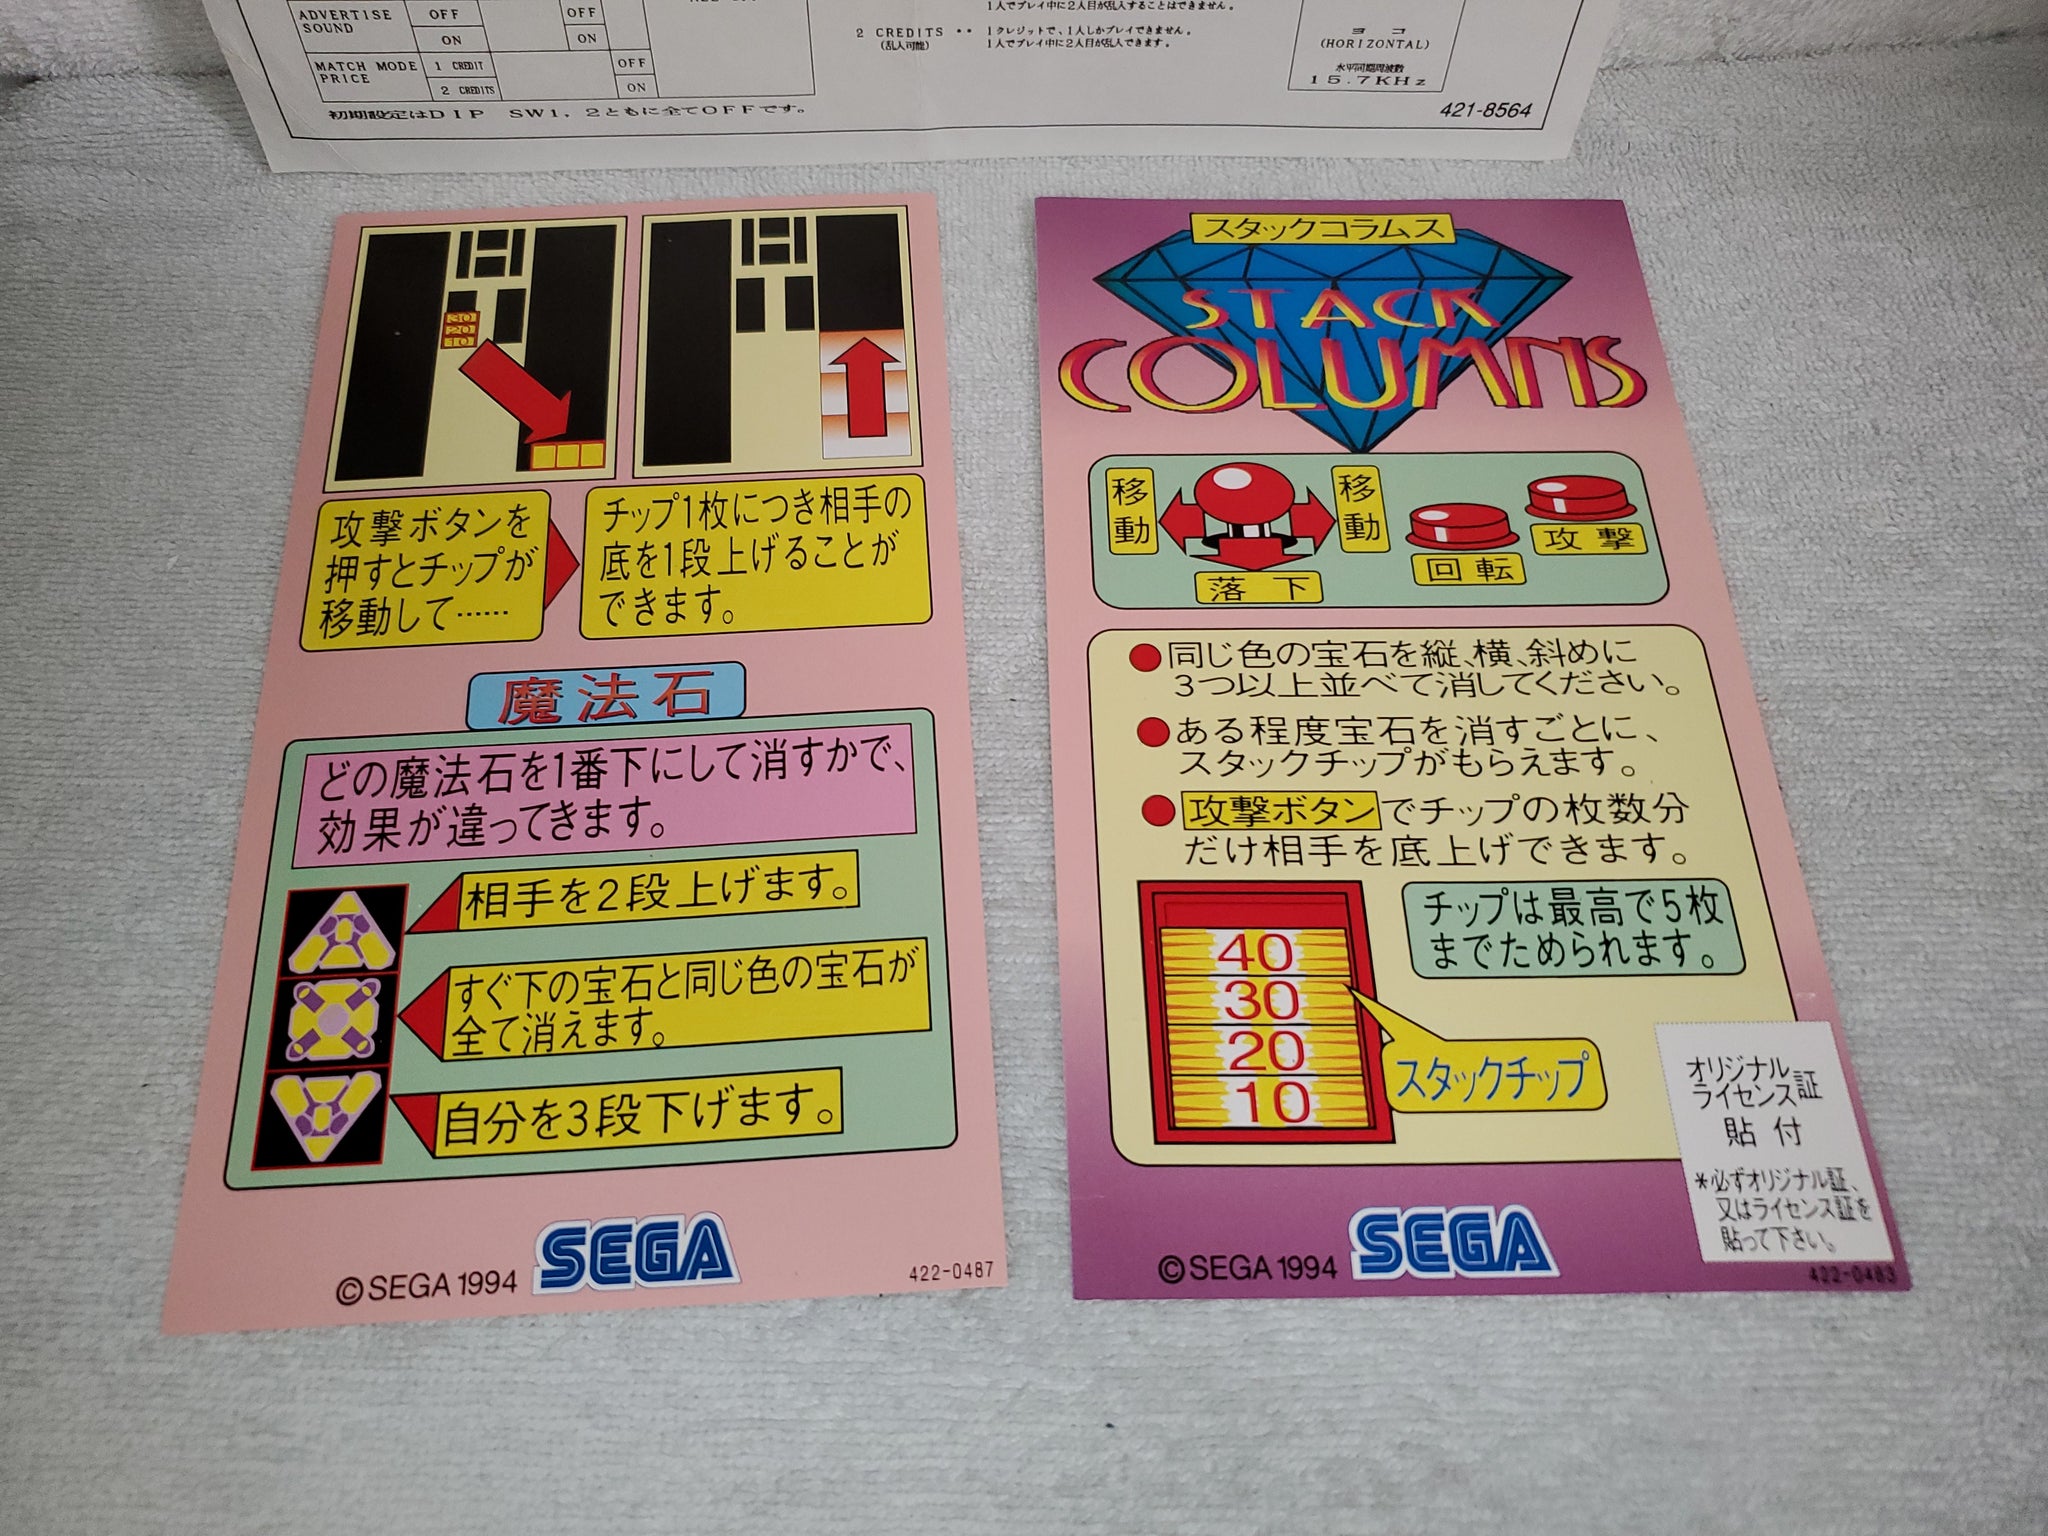 ADVERTISE
SOUND
OFF
ON
OFF
ON
MATCH MODE
PRICE
1 CREDIT
2 CREDITS
OFF
ON
初期設定はDIP SW1, 2ともに全てOFFです。
1人でプレイ中に2人目が乱入することはできません。
2 CREDITS ‥
(乱入可能)
1クレジットで、1人しかプレイできません。
1人でプレイ中に2人目が乱入できます。
ヨコ
(HORIZONTAL)
水平同期周波数
15.7KHz
421-8564
30
20
10
攻撃ボタンを
押すとチップが
移動して……
チップ1枚につき相手の
底を1段上げることが
できます。
魔法石
どの魔法石を1番下にして消すかで、
効果が違ってきます。
相手を2段上げます。
すぐ下の宝石と同じ色の宝石が
全て消えます。
自分を3段下げます。
©SEGA 1994
SEGA
422-0487
スタックコラムス
STACK
COLUMNS
移動
移動
落下
回転
攻撃
●同じ色の宝石を縦、横、斜めに
3つ以上並べて消してください。
●ある程度宝石を消すごとに、
スタックチップがもらえます。
●攻撃ボタンでチップの枚数分
だけ相手を底上げできます。
40
30
20
10
チップは最高で5枚
までためられます。
スタックチップ
オリジナル
ライセンス証
貼付
*必ずオリジナル証、
又はライセンス証を
貼って下さい。
©SEGA 1994
SEGA
422-0483